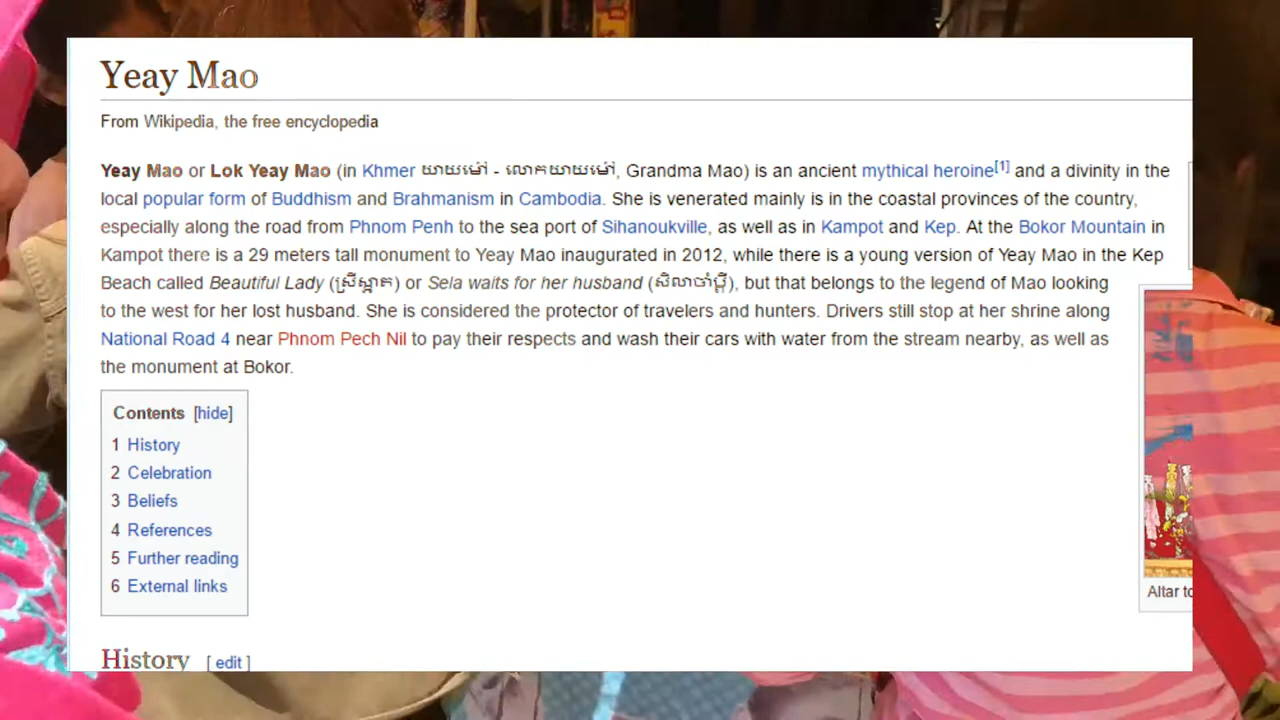 Yeay Mao
From Wikipedia, the free encyclopedia
Yeay Mao or Lok Yeay Mao (in Khmer យាយម៉ៅ - លោកយាយម៉ៅ, Grandma Mao) is an ancient mythical heroine[1] and a divinity in the
local popular form of Buddhism and Brahmanism in Cambodia. She is venerated mainly is in the coastal provinces of the country,
especially along the road from Phnom Penh to the sea port of Sihanoukville, as well as in Kampot and Kep. At the Bokor Mountain in
Kampot there is a 29 meters tall monument to Yeay Mao inaugurated in 2012, while there is a young version of Yeay Mao in the Kep
Beach called Beautiful Lady (ស្រីស្អាត) or Sela waits for her husband (សិលាចាំប្ដី), but that belongs to the legend of Mao looking
to the west for her lost husband. She is considered the protector of travelers and hunters. Drivers still stop at her shrine along
National Road 4 near Phnom Pech Nil to pay their respects and wash their cars with water from the stream nearby, as well as
the monument at Bokor.
Contents [hide]
1 History
2 Celebration
3 Beliefs
4 References
5 Further reading
6 External links
Altar
History [ edit ]